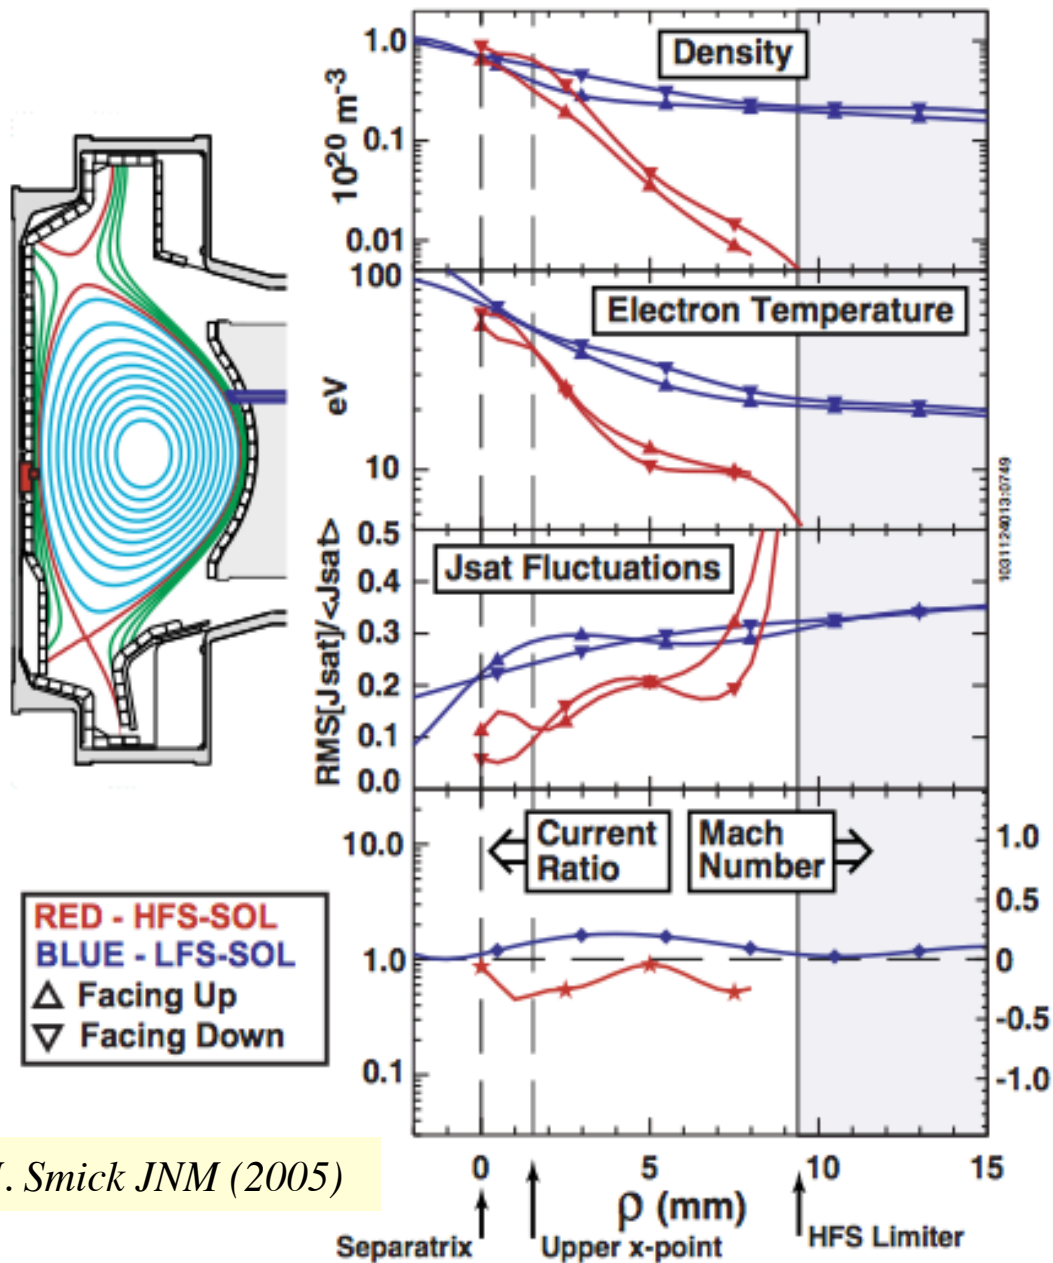 Density
1.0
0.1
0.01
10²⁰ m⁻³
Electron Temperature
100
10
eV
Jsat Fluctuations
0.5
0.4
0.3
0.2
0.1
0.0
RMS[Jsat]/<Jsat>
1031124013:0749
Current Ratio
Mach Number
10.0
1.0
0.1
1.0
0.5
0
-0.5
-1.0
RED - HFS-SOL
BLUE - LFS-SOL
△ Facing Up
▽ Facing Down
. Smick JNM (2005)
0 5 10 15
ρ (mm)
Separatrix
Upper x-point
HFS Limiter